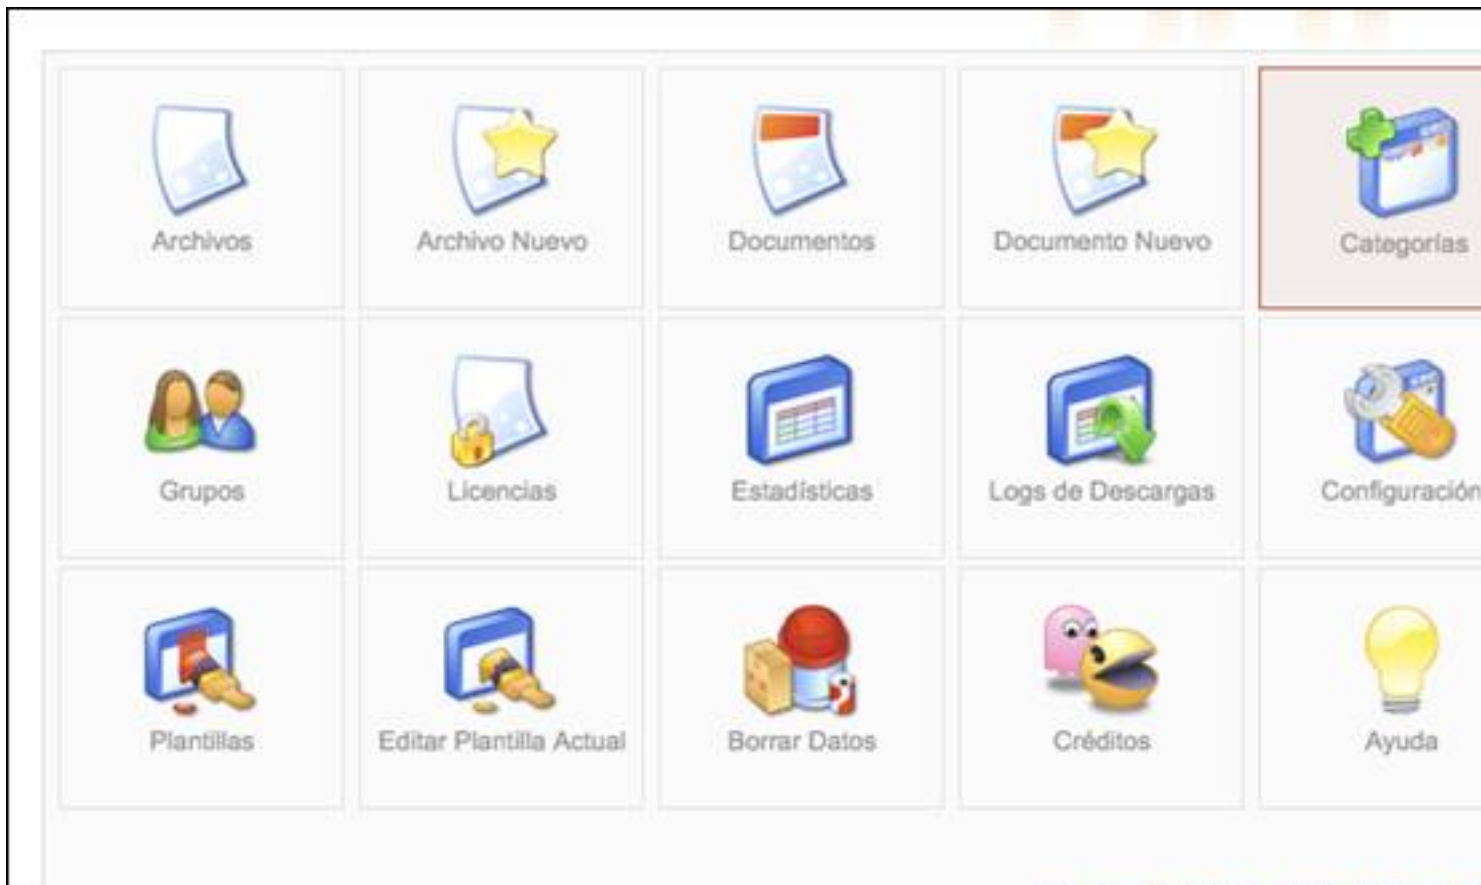 Archivos
Archivo Nuevo
Documentos
Documento Nuevo
Categorías
Grupos
Licencias
Estadísticas
Logs de Descargas
Configuración
Plantillas
Editar Plantilla Actual
Borrar Datos
Créditos
Ayuda